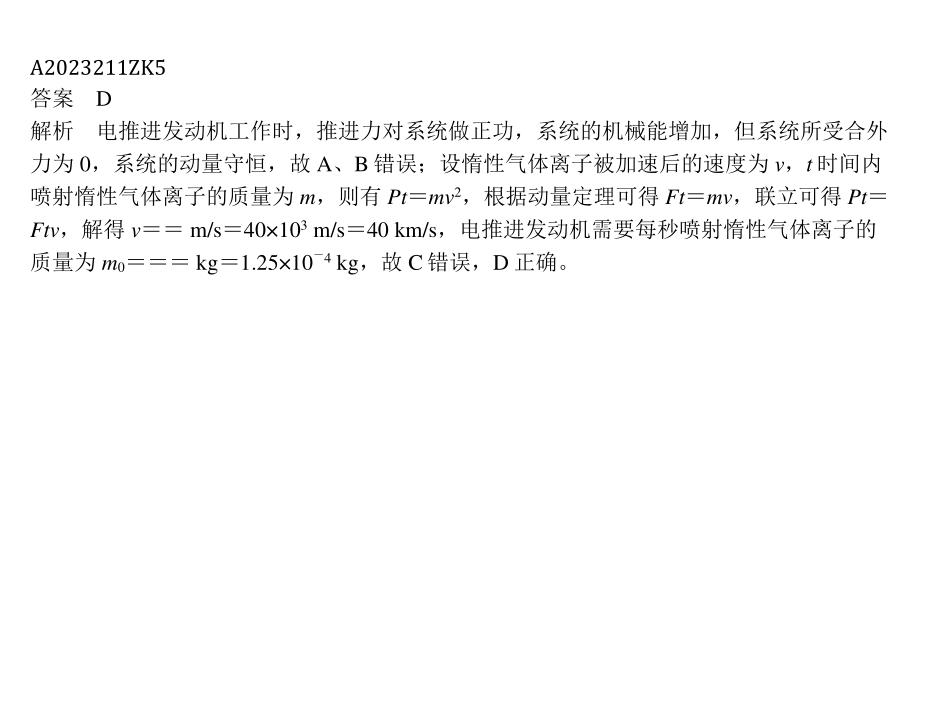 A2023211ZK5
答案　D
解析　电推进发动机工作时，推进力对系统做正功，系统的机械能增加，但系统所受合外
力为 0，系统的动量守恒，故 A、B 错误；设惰性气体离子被加速后的速度为 v，t 时间内
喷射惰性气体离子的质量为 m，则有 Pt＝mv²，根据动量定理可得 Ft＝mv，联立可得 Pt＝
Ftv，解得 v＝＝ m/s＝40×10³ m/s＝40 km/s，电推进发动机需要每秒喷射惰性气体离子的
质量为 m₀＝＝＝ kg＝1.25×10⁻⁴ kg，故 C 错误，D 正确。